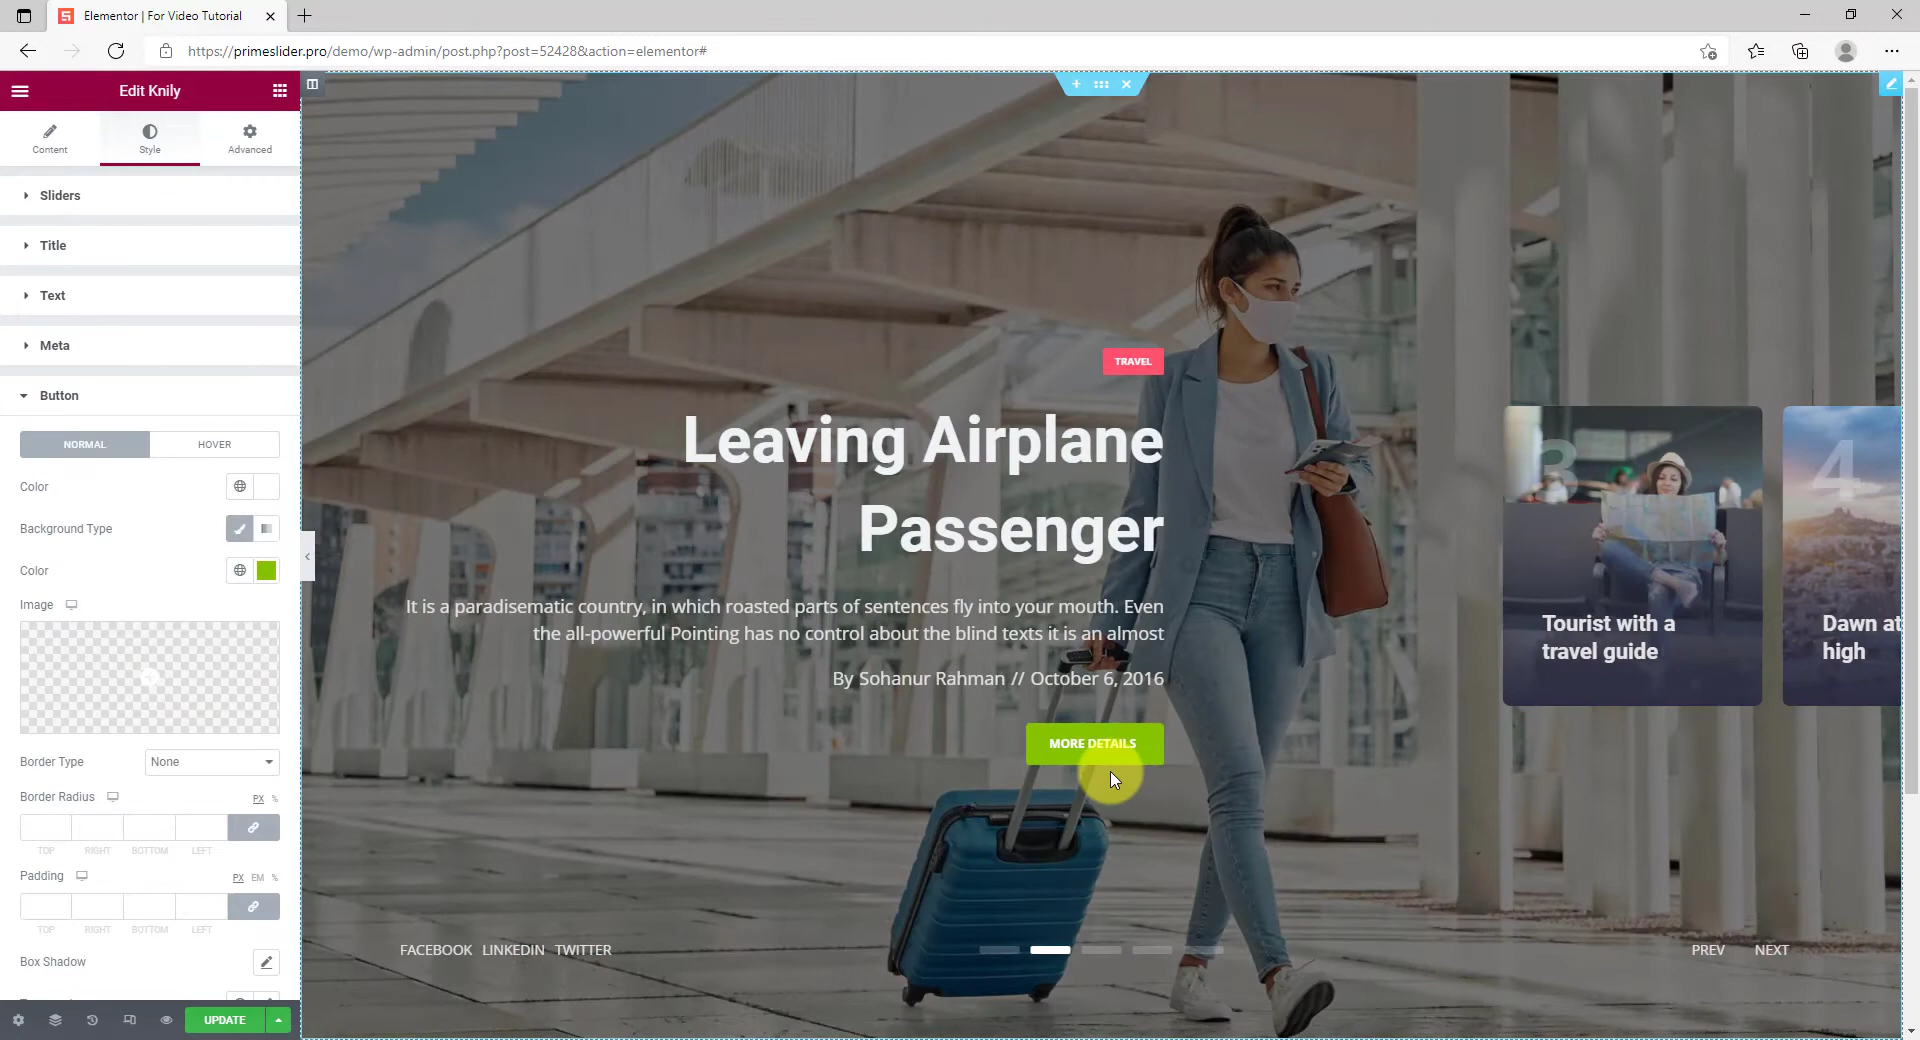 Elementor | For Video Tutorial
https://primeslider.pro/demo/wp-admin/post.php?post=52428&action=elementor#
Edit Knily
Content
Style
Advanced
Sliders
Title
Text
Meta
Button
NORMAL
HOVER
Color
Background Type
Color
Image
Border Type
None
Border Radius
PX %
TOP RIGHT BOTTOM LEFT
Padding
PX EM %
TOP RIGHT BOTTOM LEFT
Box Shadow
UPDATE
TRAVEL
Leaving Airplane
Passenger
It is a paradisematic country, in which roasted parts of sentences fly into your mouth. Even
the all-powerful Pointing has no control about the blind texts it is an almost
By Sohanur Rahman // October 6, 2016
MORE DETAILS
3
Tourist with a
travel guide
4
Dawn at
high
FACEBOOK LINKEDIN TWITTER
PREV NEXT